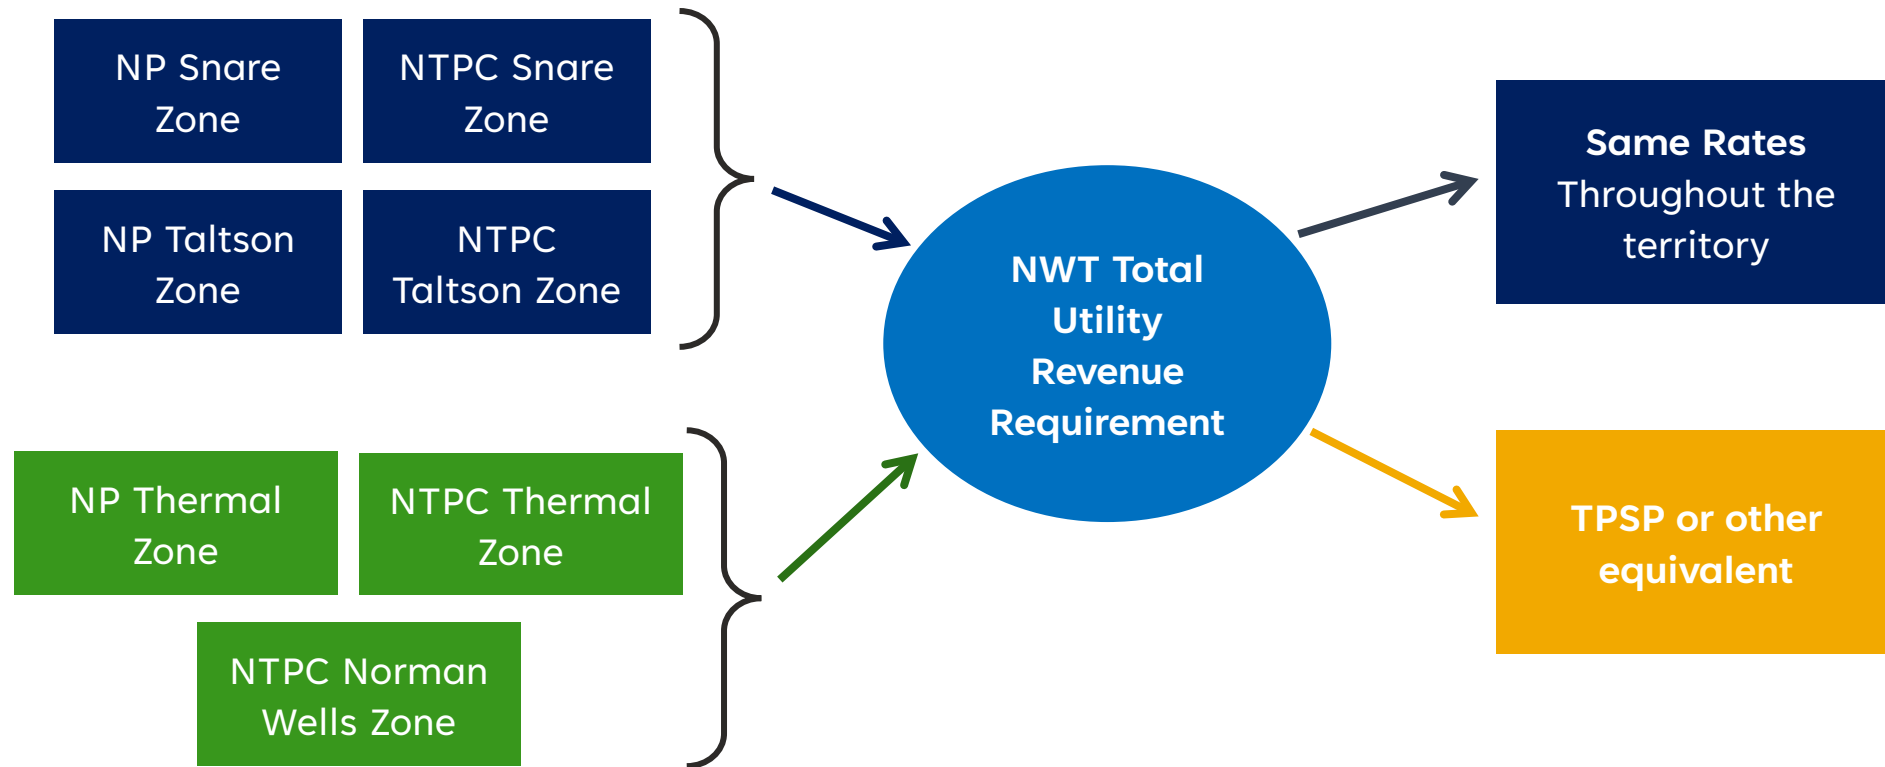 NP Snare
Zone
NTPC Snare
Zone
NP Taltson
Zone
NTPC
Taltson Zone
NP Thermal
Zone
NTPC Thermal
Zone
NTPC Norman
Wells Zone
NWT Total
Utility
Revenue
Requirement
Same Rates
Throughout the
territory
TPSP or other
equivalent